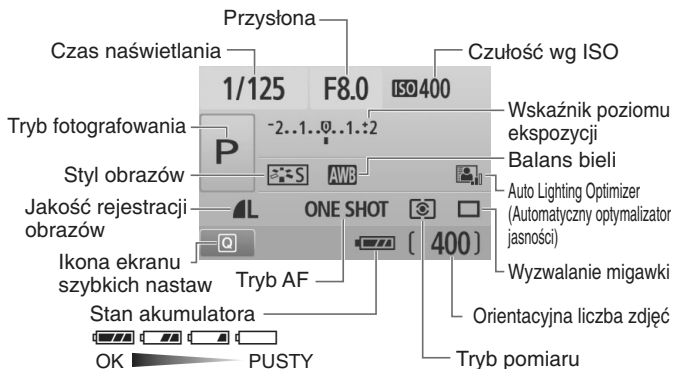 Przysłona
Czas naświetlania
Czułość wg ISO
1/125 F8.0 ISO 400
Tryb fotografowania
P
-2..1..0..1.:2
Wskaźnik poziomu
ekspozycji
Styl obrazów
S
AWB
Balans bieli
Auto Lighting Optimizer
(Automatyczny optymalizator
jasności)
Jakość rejestracji
obrazów
L ONE SHOT
Q
[400]
Ikona ekranu
szybkich nastaw
Tryb AF
Wyzwalanie migawki
Stan akumulatora
Orientacyjna liczba zdjęć
OK PUSTY
Tryb pomiaru